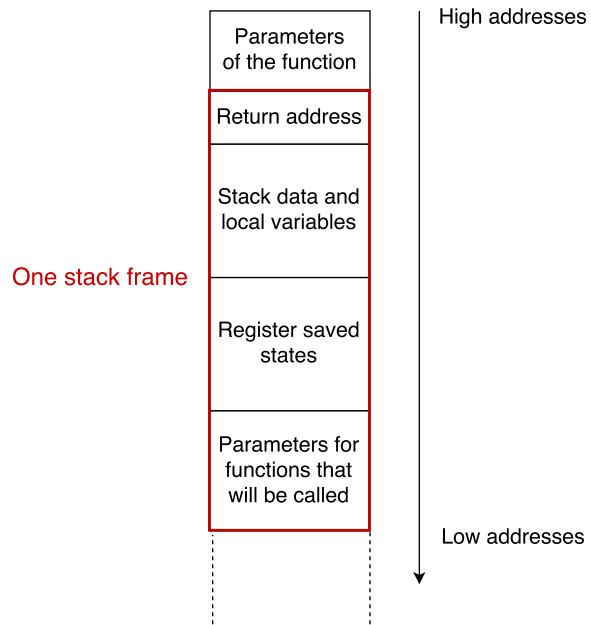 High addresses
Parameters
of the function
Return address
Stack data and
local variables
One stack frame
Register saved
states
Parameters for
functions that
will be called
Low addresses